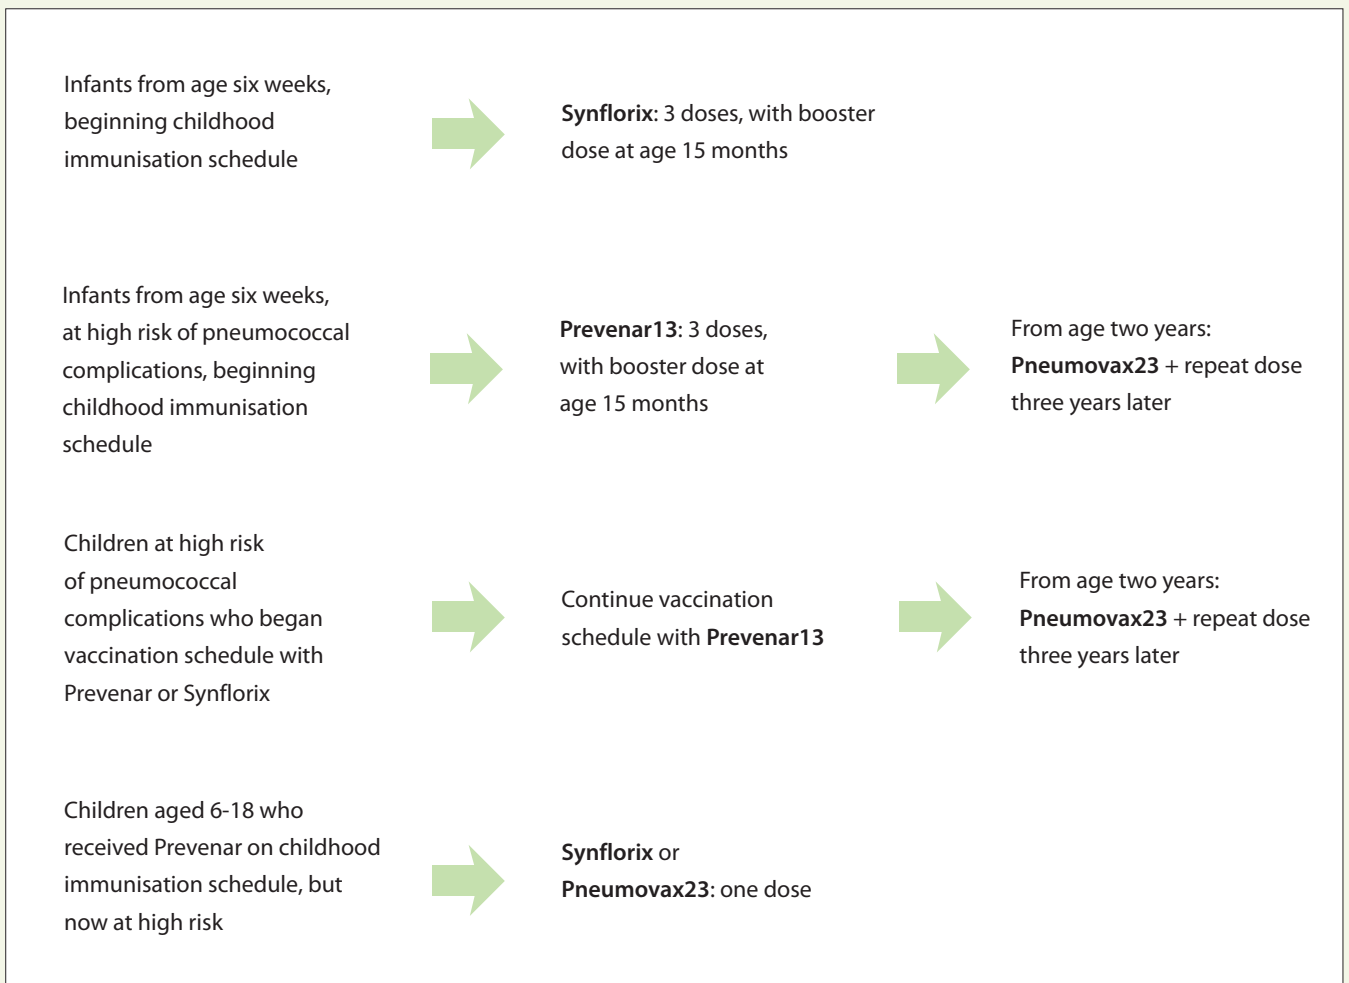 Infants from age six weeks,
beginning childhood
immunisation schedule
Synflorix: 3 doses, with booster
dose at age 15 months
Infants from age six weeks,
at high risk of pneumococcal
complications, beginning
childhood immunisation
schedule
Prevenar13: 3 doses,
with booster dose at
age 15 months
From age two years:
Pneumovax23 + repeat dose
three years later
Children at high risk
of pneumococcal
complications who began
vaccination schedule with
Prevenar or Synflorix
Continue vaccination
schedule with Prevenar13
From age two years:
Pneumovax23 + repeat dose
three years later
Children aged 6-18 who
received Prevenar on childhood
immunisation schedule, but
now at high risk
Synflorix or
Pneumovax23: one dose